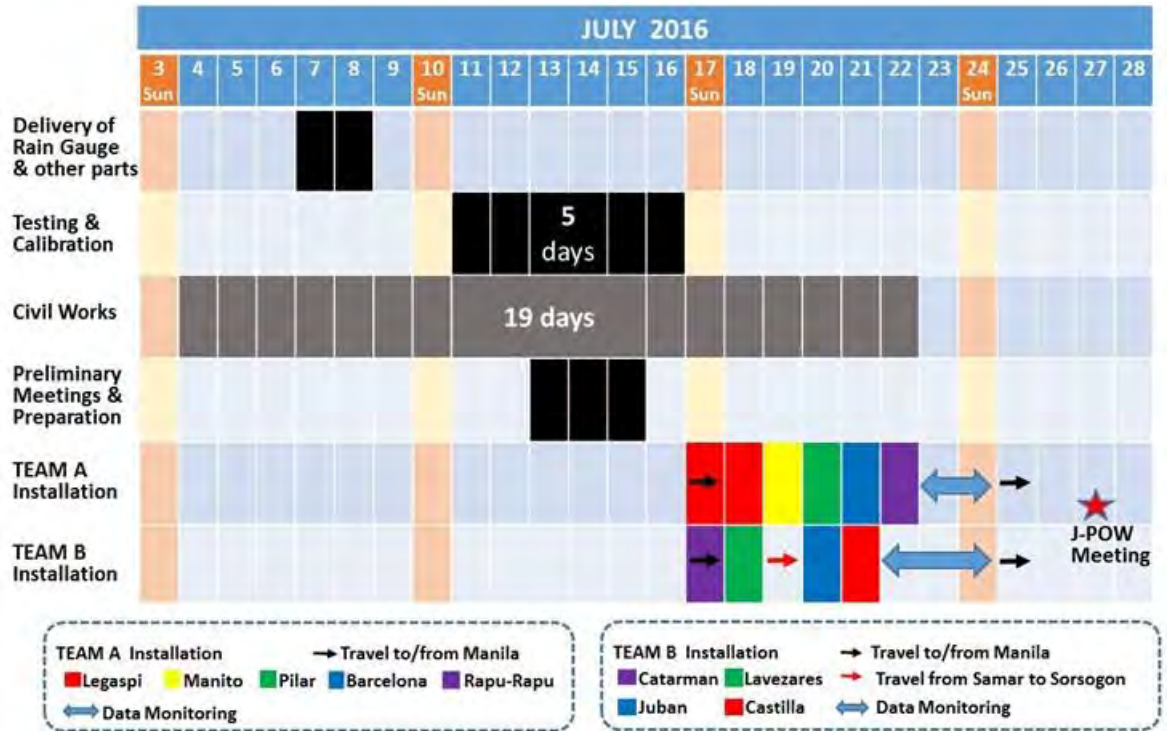 JULY 2016
3 4 5 6 7 8 9 10 11 12 13 14 15 16 17 18 19 20 21 22 23 24 25 26 27 28
Sun Sun Sun Sun
Delivery of
Rain Gauge
& other parts
Testing &
Calibration
5
days
Civil Works
19 days
Preliminary
Meetings &
Preparation
TEAM A
Installation
TEAM B
Installation
J-POW
Meeting
TEAM A Installation
Travel to/from Manila
Legaspi Manito Pilar Barcelona Rapu-Rapu
Data Monitoring
TEAM B Installation
Travel to/from Manila
Catarman Lavezares Travel from Samar to Sorsogon
Juban Castilla Data Monitoring